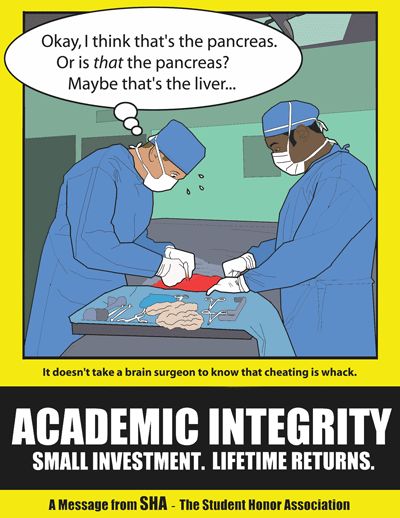 Okay, I think that's the pancreas.
Or is that the pancreas?
Maybe that's the liver...
It doesn't take a brain surgeon to know that cheating is whack.
ACADEMIC INTEGRITY
SMALL INVESTMENT. LIFETIME RETURNS.
A Message from SHA - The Student Honor Association